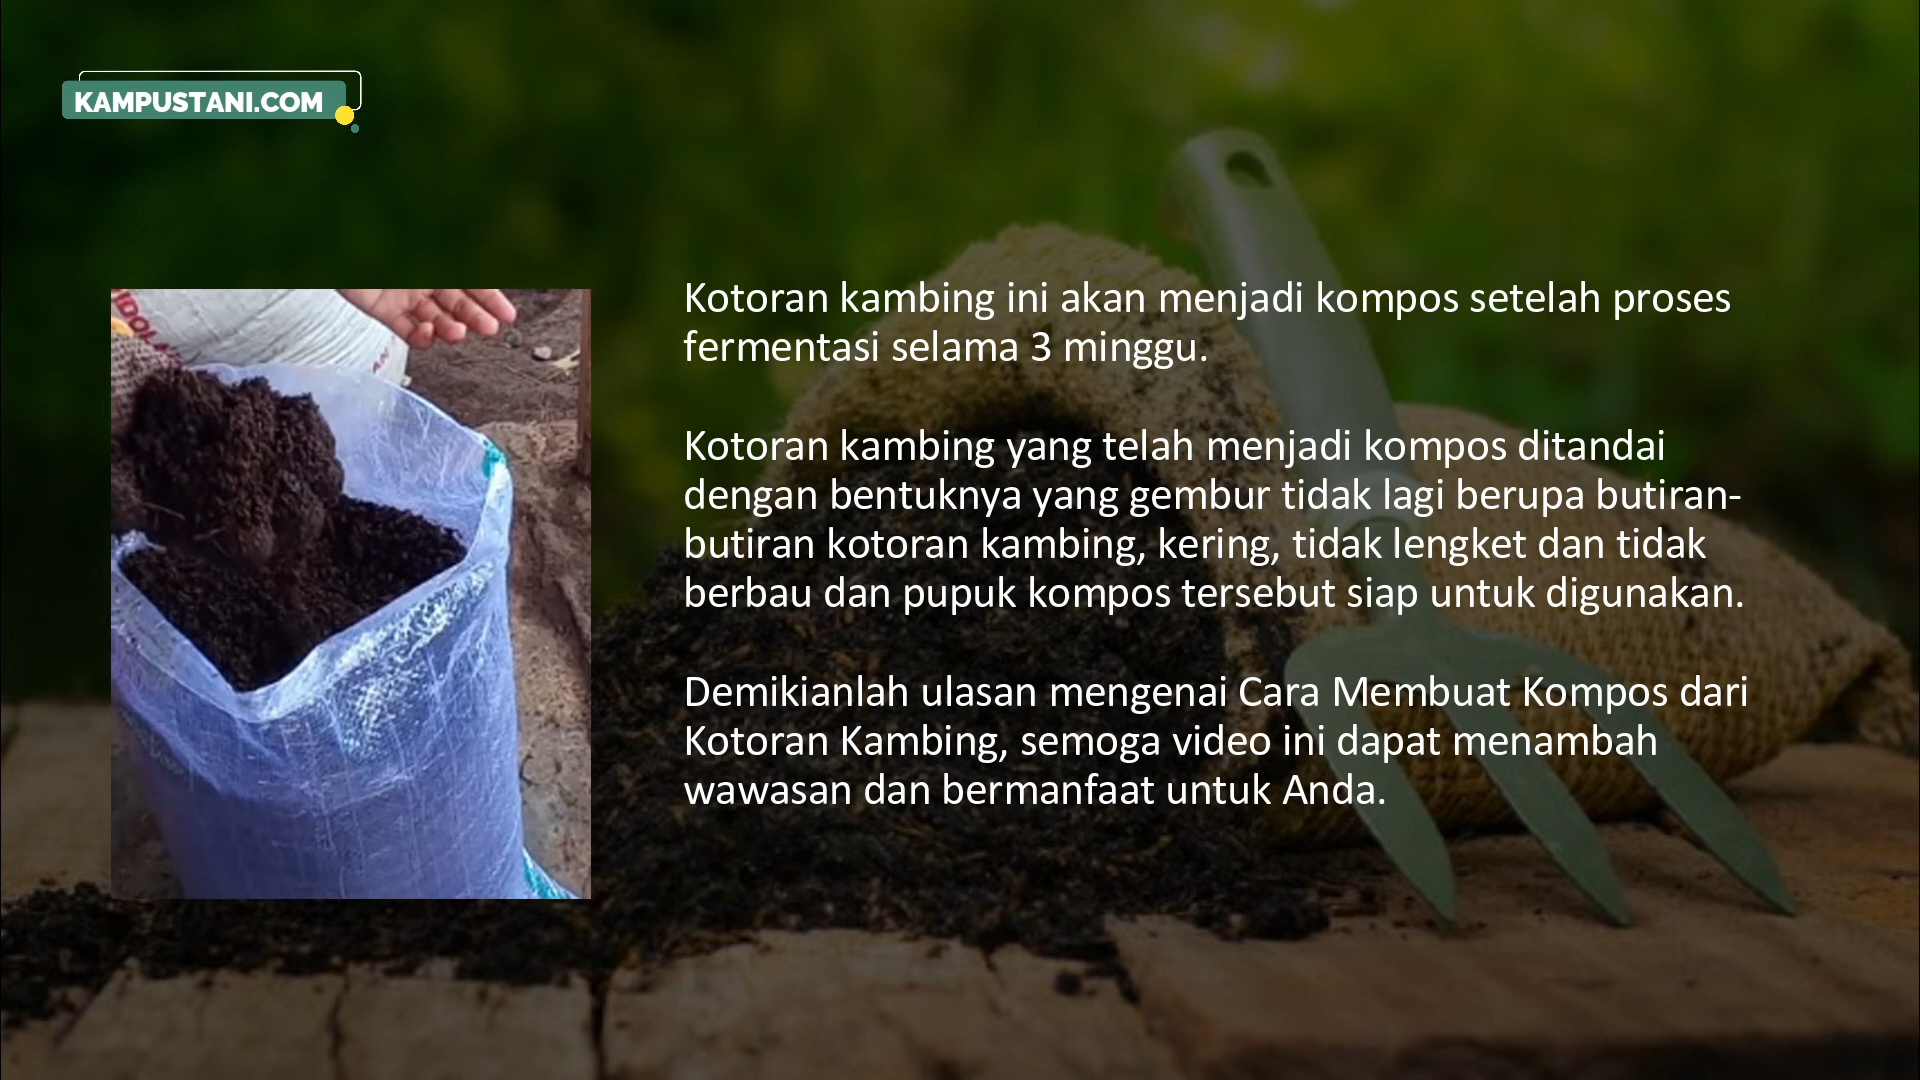 KAMPUSTANI.COM
Kotoran kambing ini akan menjadi kompos setelah proses
fermentasi selama 3 minggu.
Kotoran kambing yang telah menjadi kompos ditandai
dengan bentuknya yang gembur tidak lagi berupa butiran-
butiran kotoran kambing, kering, tidak lengket dan tidak
berbau dan pupuk kompos tersebut siap untuk digunakan.
Demikianlah ulasan mengenai Cara Membuat Kompos dari
Kotoran Kambing, semoga video ini dapat menambah
wawasan dan bermanfaat untuk Anda.